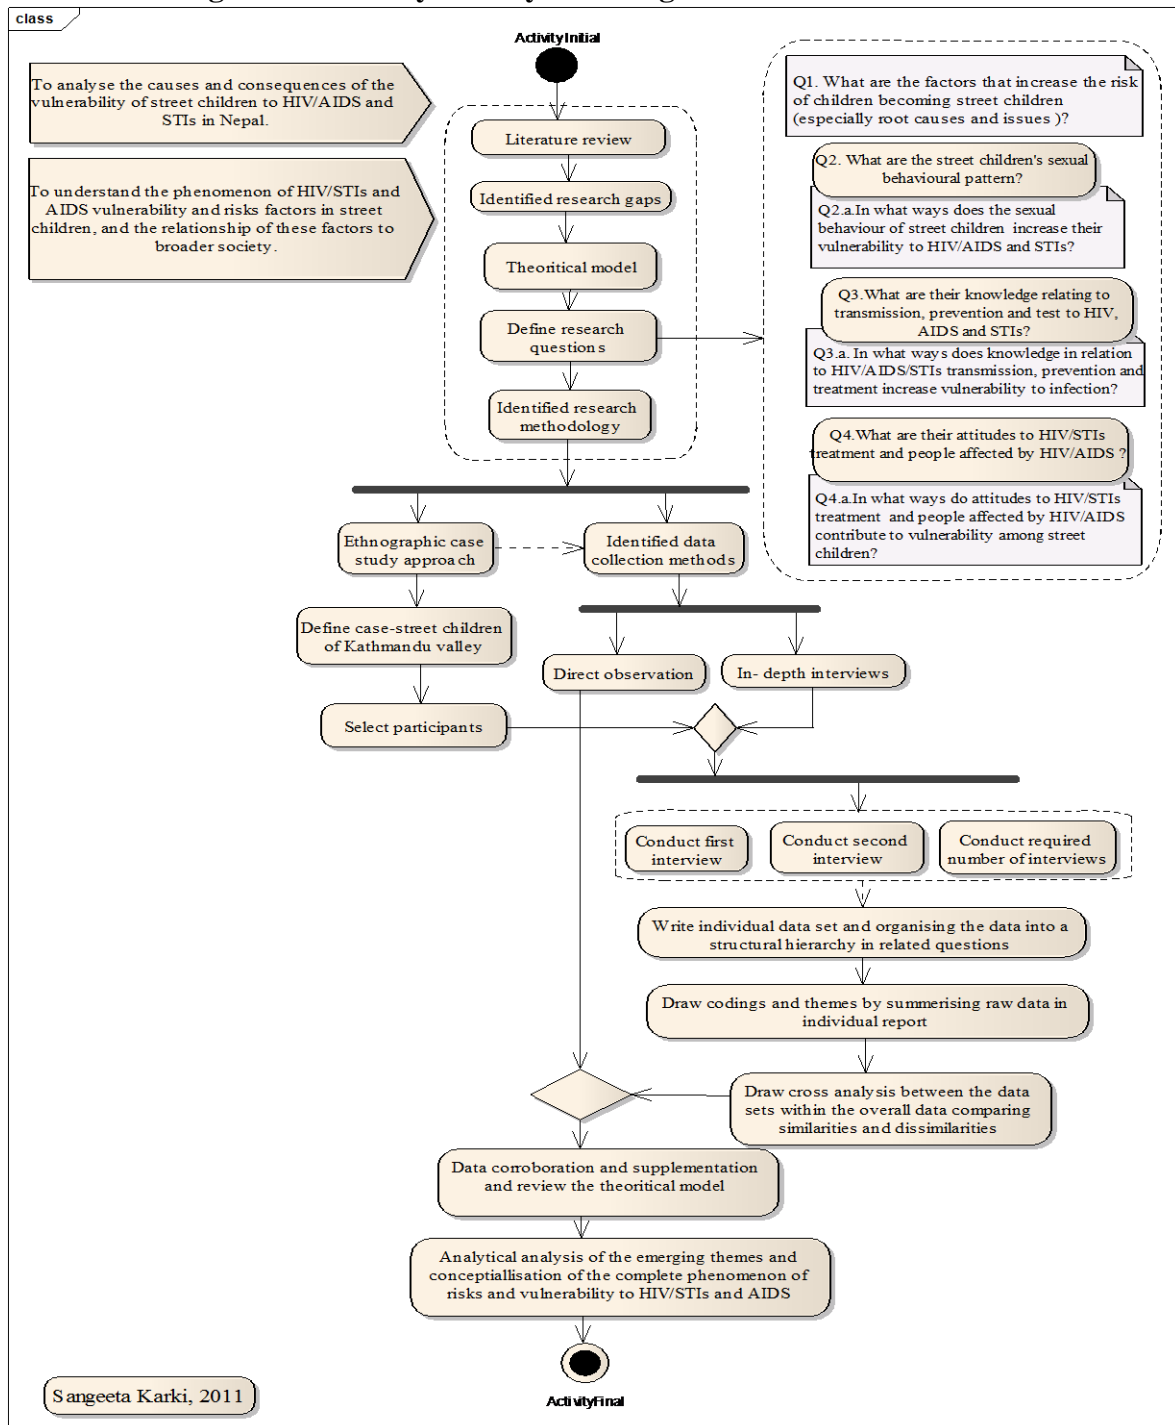 class
ActivityInitial
To analyse the causes and consequences of the
vulnerability of street children to HIV/AIDS and
STIs in Nepal.
To understand the phenomenon of HIV/STIs and
AIDS vulnerability and risks factors in street
children, and the relationship of these factors to
broader society.
Literature review
Identified research gaps
Theoritical model
Define research
questions
Identified research
methodology
Q1. What are the factors that increase the risk
of children becoming street children
(especially root causes and issues )?
Q2. What are the street children's sexual
behavioural pattern?
Q2.a.In what ways does the sexual
behaviour of street children increase their
vulnerability to HIV/AIDS and STIs?
Q3.What are their knowledge relating to
transmission, prevention and test to HIV,
AIDS and STIs?
Q3.a. In what ways does knowledge in relation
to HIV/AIDS/STIs transmission, prevention and
treatment increase vulnerability to infection?
Q4.What are their attitudes to HIV/STIs
treatment and people affected by HIV/AIDS ?
Q4.a.In what ways do attitudes to HIV/STIs
treatment and people affected by HIV/AIDS
contribute to vulnerability among street
children?
Ethnographic case
study approach
Identified data
collection methods
Define case-street children
of Kathmandu valley
Direct observation
In- depth interviews
Select participants
Conduct first
interview
Conduct second
interview
Conduct required
number of interviews
Write individual data set and organising the data into a
structural hierarchy in related questions
Draw codings and themes by summerising raw data in
individual report
Draw cross analysis between the data
sets within the overall data comparing
similarities and dissimilarities
Data corroboration and supplementation
and review the theoritical model
Analytical analysis of the emerging themes and
conceptiallisation of the complete phenomenon of
risks and vulnerability to HIV/STIs and AIDS
ActivityFinal
Sangeeta Karki, 2011